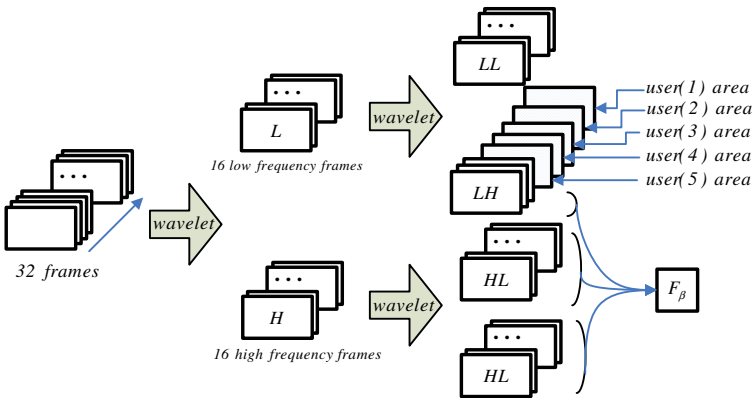 32 frames
wavelet
L
16 low frequency frames
H
16 high frequency frames
wavelet
wavelet
LL
LH
user(1) area
user(2) area
user(3) area
user(4) area
user(5) area
HL
HL
Fβ